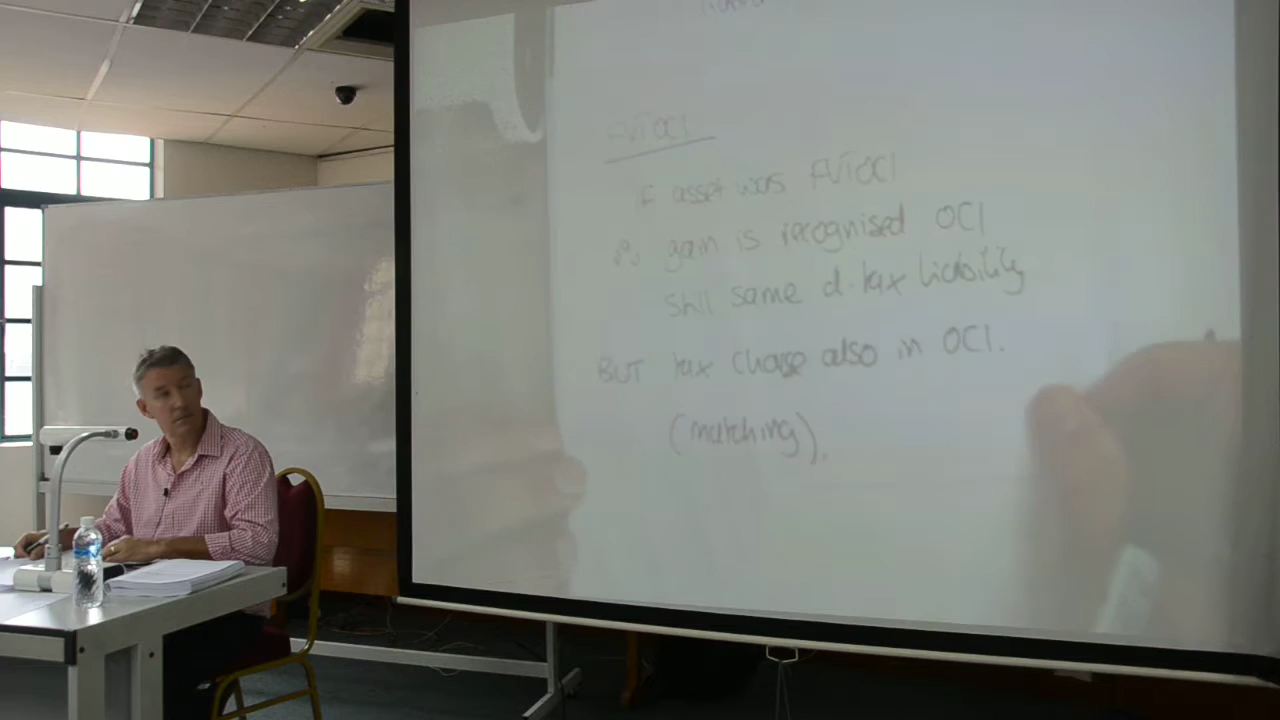 FVTOCI
If asset was FVTOCI
∴ gain is recognised OCI
still same d.tax liability
BUT tax charge also in OCI.
(matching).